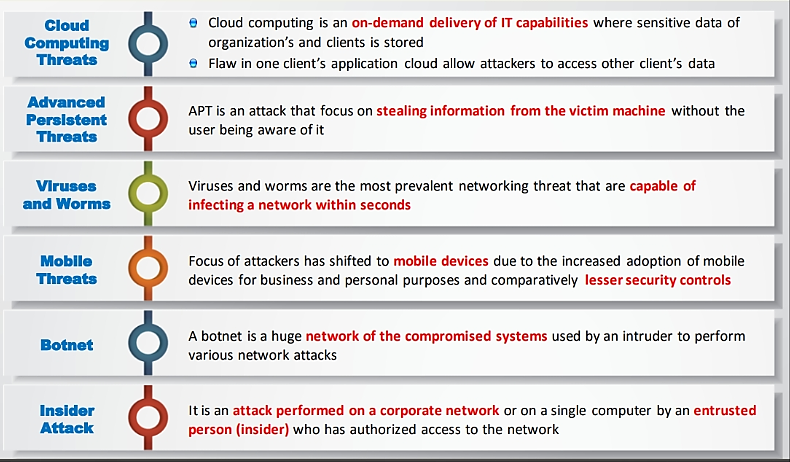 Cloud
Computing
Threats
Cloud computing is an on-demand delivery of IT capabilities where sensitive data of
organization's and clients is stored
Flaw in one client's application cloud allow attackers to access other client's data
Advanced
Persistent
Threats
APT is an attack that focus on stealing information from the victim machine without the
user being aware of it
Viruses
and Worms
Viruses and worms are the most prevalent networking threat that are capable of
infecting a network within seconds
Mobile
Threats
Focus of attackers has shifted to mobile devices due to the increased adoption of mobile
devices for business and personal purposes and comparatively lesser security controls
Botnet
A botnet is a huge network of the compromised systems used by an intruder to perform
various network attacks
Insider
Attack
It is an attack performed on a corporate network or on a single computer by an entrusted
person (insider) who has authorized access to the network